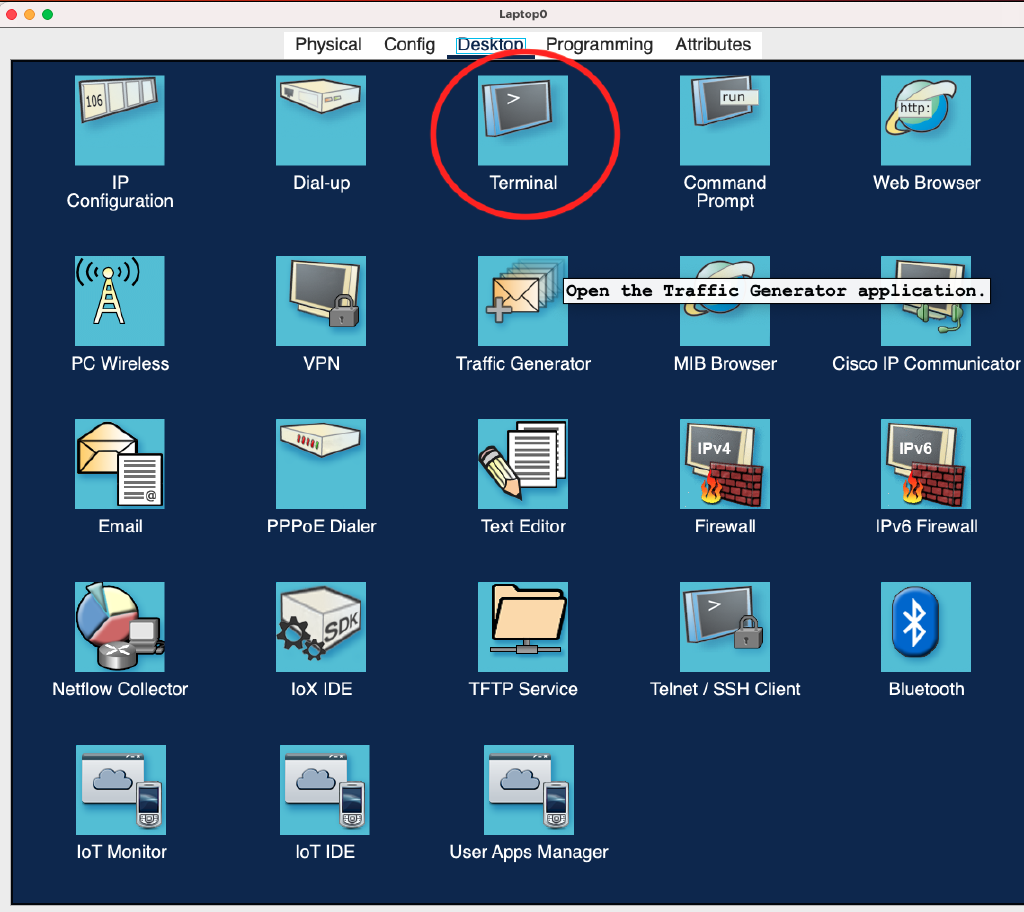 Laptop0
Physical Config Desktop Programming Attributes
106
>
run
http:
IP
Configuration
Dial-up
Terminal
Command
Prompt
Web Browser
Open the Traffic Generator application.
PC Wireless
VPN
Traffic Generator
MIB Browser
Cisco IP Communicator
@
IPv4
IPv6
Email
PPPoE Dialer
Text Editor
Firewall
IPv6 Firewall
SDK
>
Netflow Collector
IoX IDE
TFTP Service
Telnet / SSH Client
Bluetooth
IoT Monitor
IoT IDE
User Apps Manager